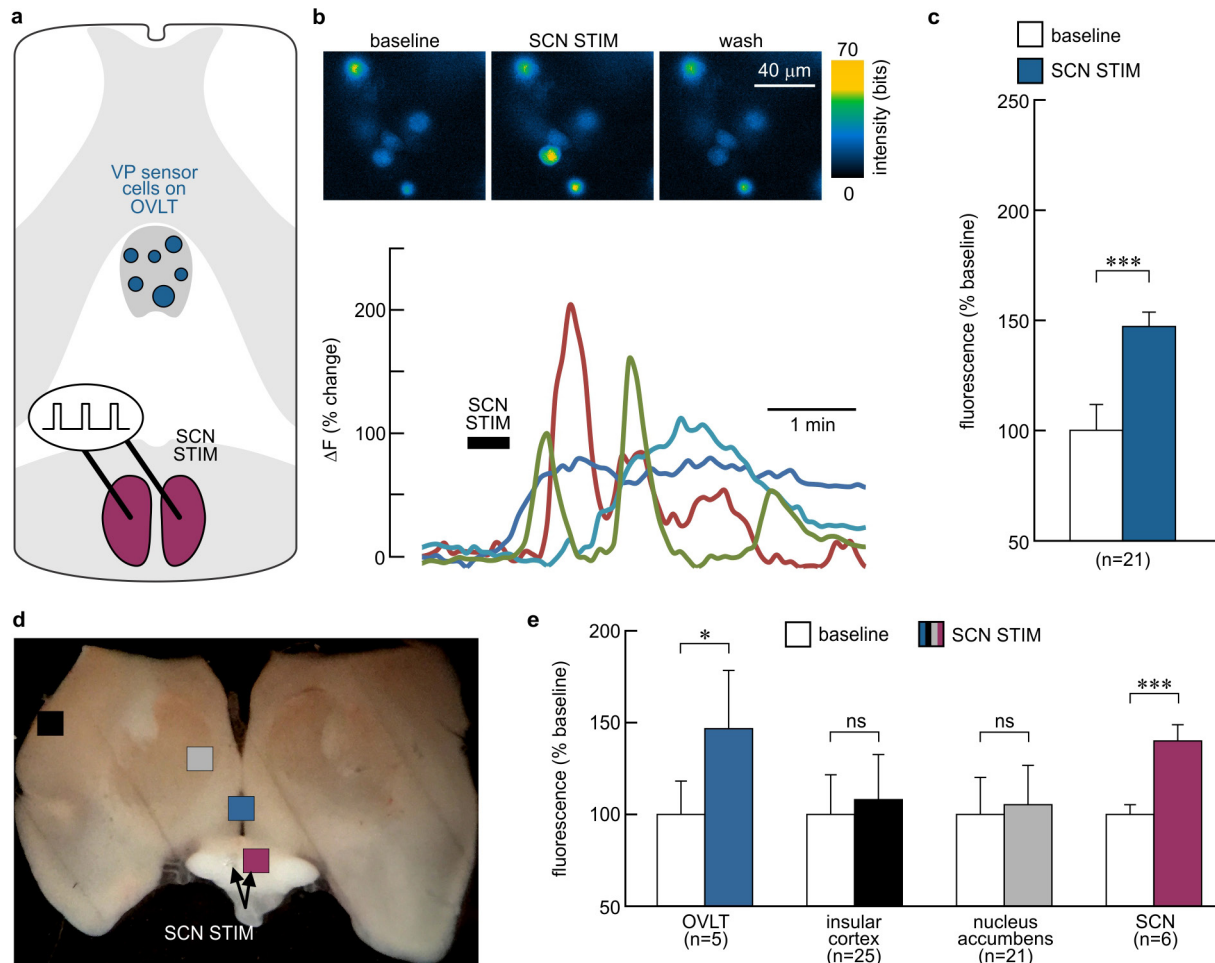 a
VP sensor
cells on
OVLT
SCN
STIM
b
baseline
SCN STIM
wash
40 μm
70
0
intensity (bits)
ΔF (% change)
200
100
0
SCN
STIM
1 min
c
baseline
SCN STIM
fluorescence (% baseline)
250
200
150
100
50
***
(n=21)
d
SCN STIM
e
baseline
SCN STIM
fluorescence (% baseline)
200
150
100
50
*
ns
ns
***
OVLT
(n=5)
insular
cortex
(n=25)
nucleus
accumbens
(n=21)
SCN
(n=6)